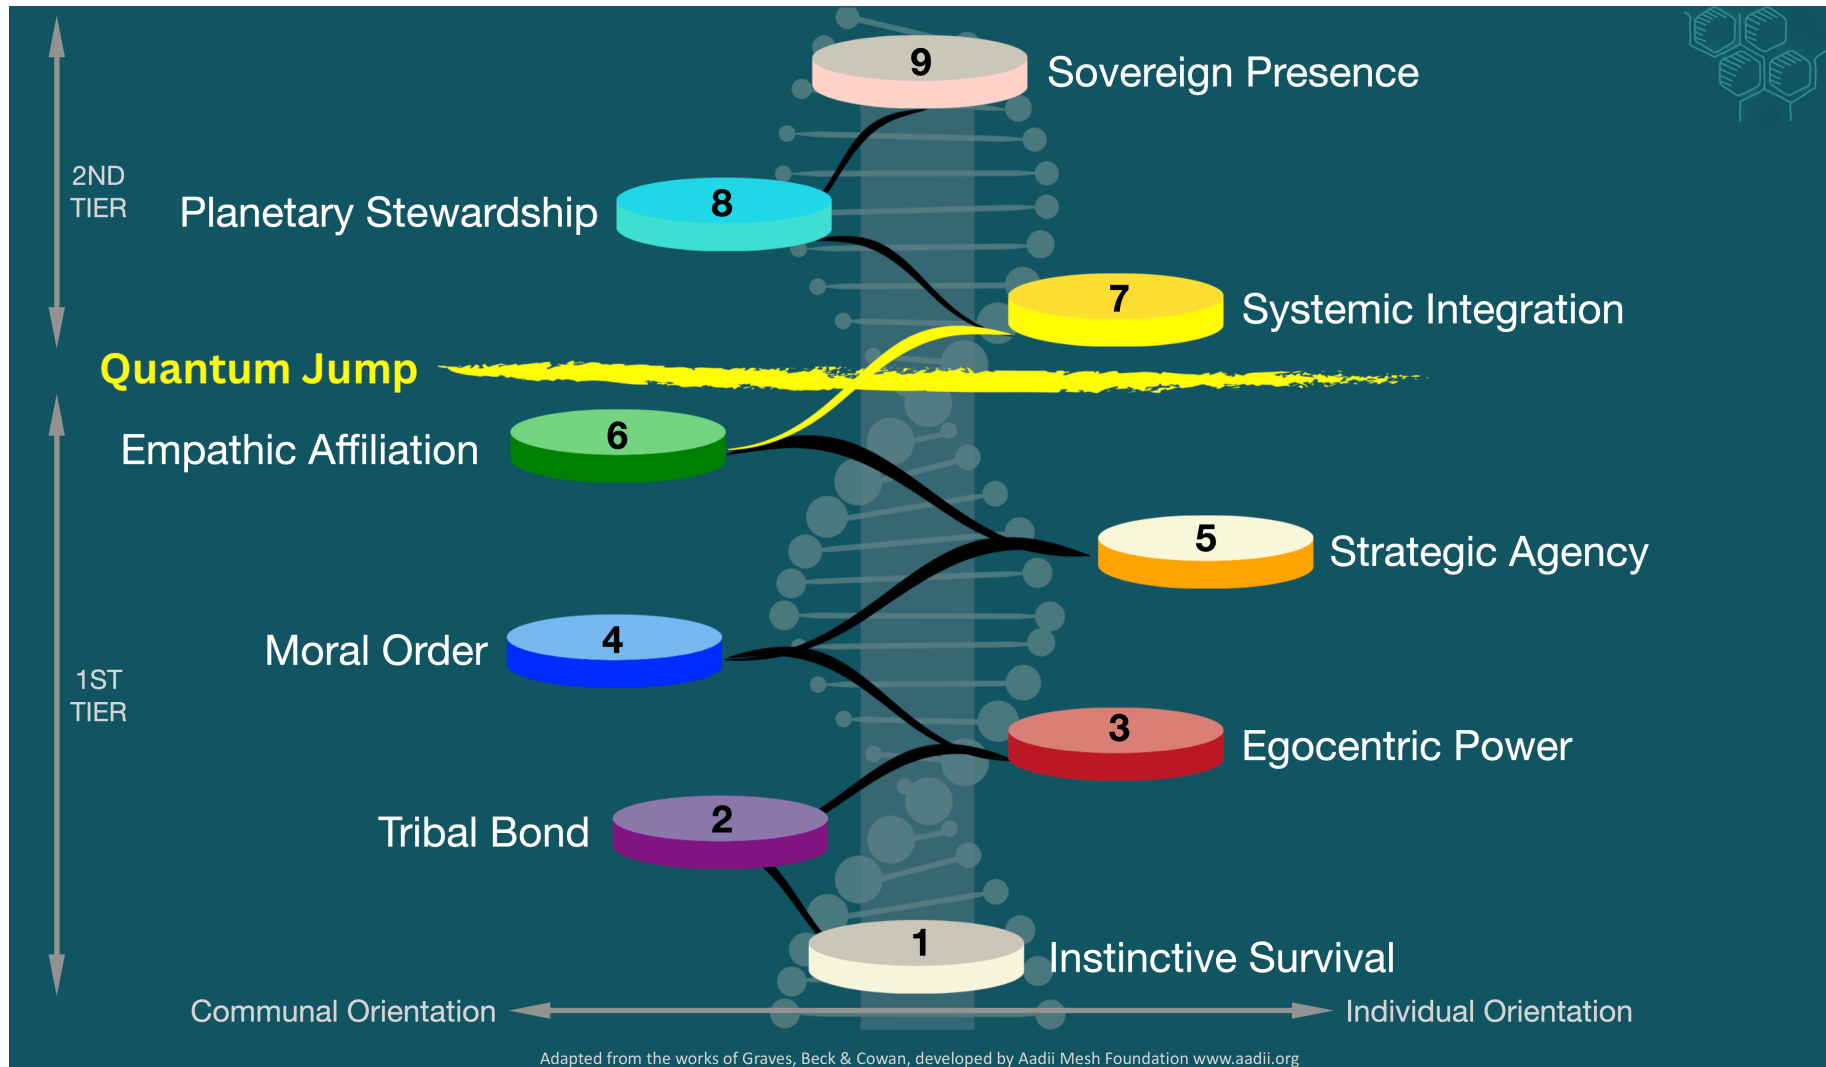 9
Sovereign Presence
2ND
TIER
Planetary Stewardship
8
7
Systemic Integration
Quantum Jump
Empathic Affiliation
6
5
Strategic Agency
Moral Order
4
1ST
TIER
3
Egocentric Power
Tribal Bond
2
1
Instinctive Survival
Communal Orientation
Individual Orientation
Adapted from the works of Graves, Beck & Cowan, developed by Aadii Mesh Foundation www.aadii.org